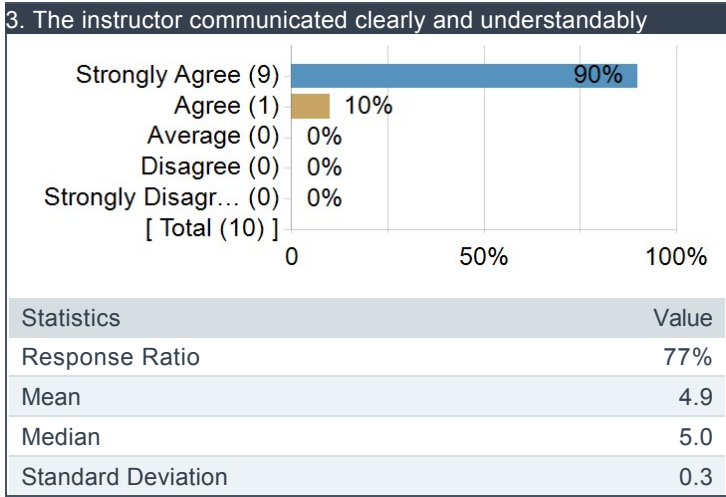 3. The instructor communicated clearly and understandably
Strongly Agree (9) 90%
Agree (1) 10%
Average (0) 0%
Disagree (0) 0%
Strongly Disagr... (0) 0%
[ Total (10) ]
0 50% 100%
Statistics Value
Response Ratio 77%
Mean 4.9
Median 5.0
Standard Deviation 0.3